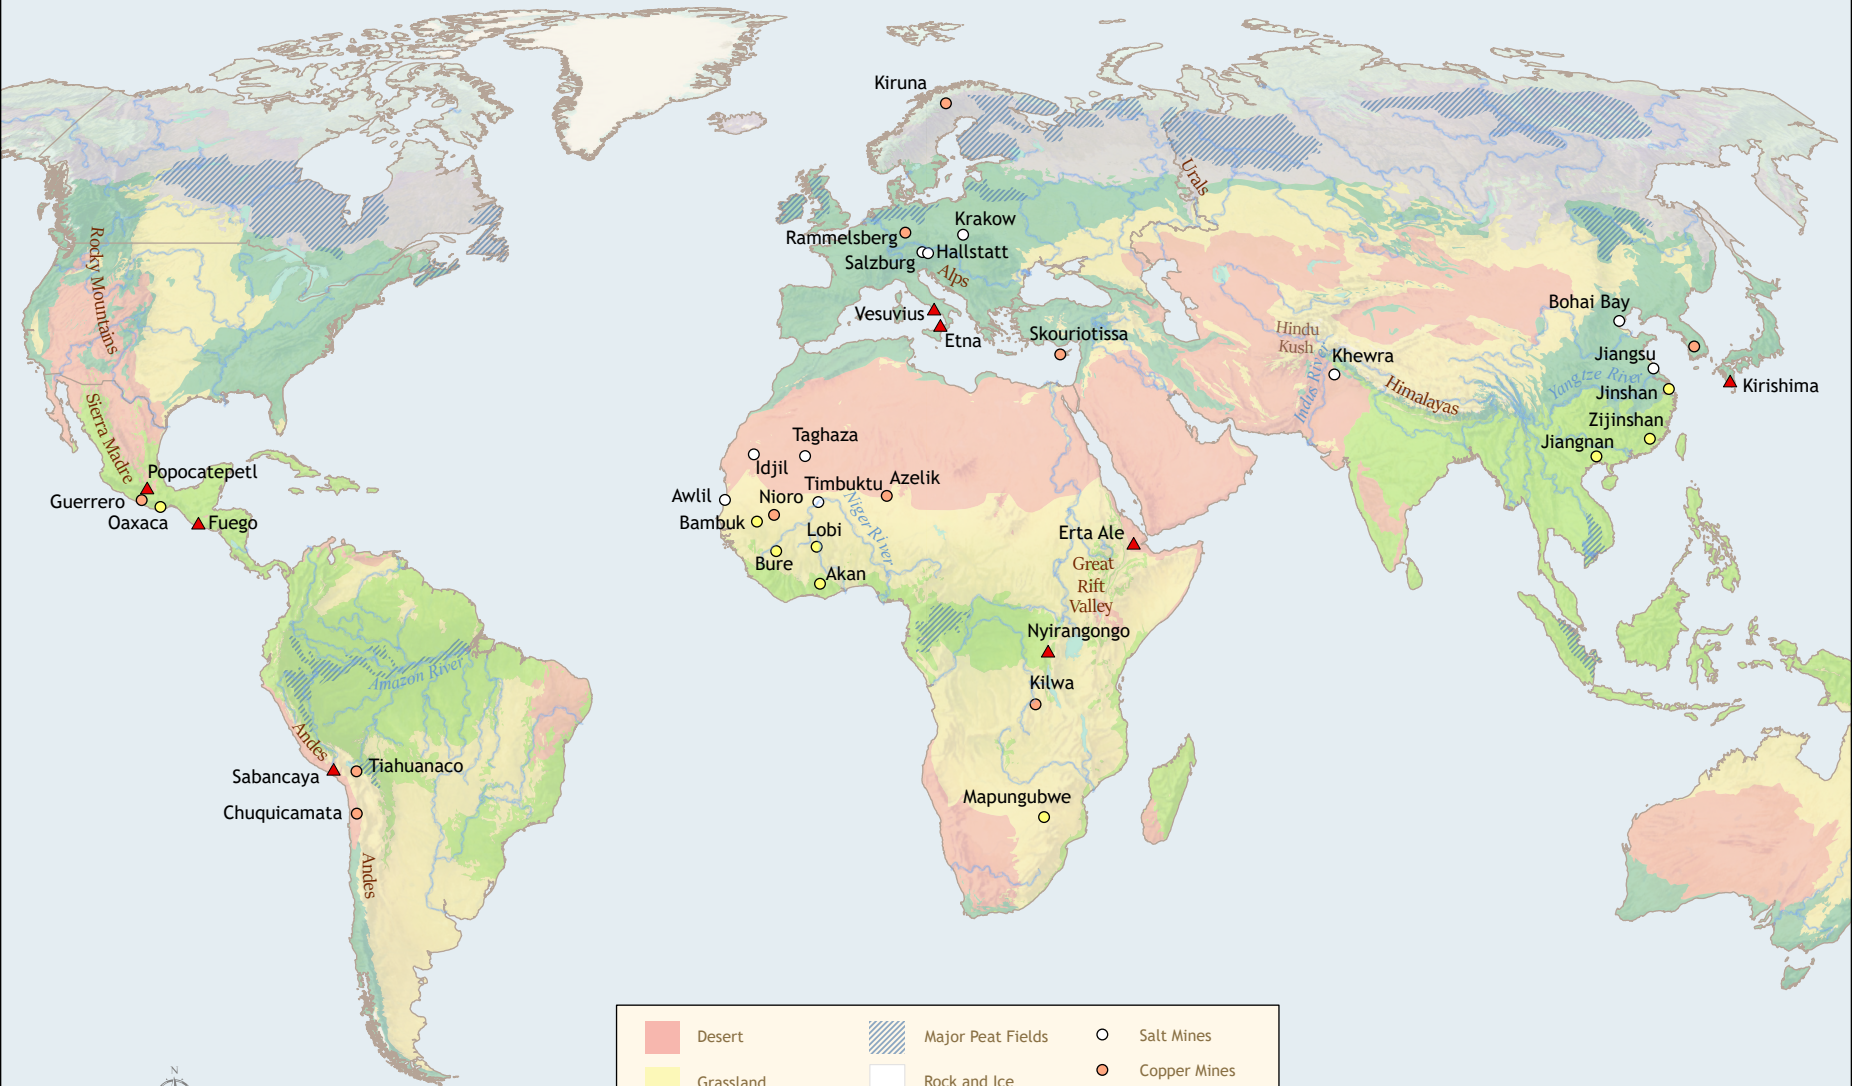 Kiruna
Urals
Krakow
Rammelsberg
Hallstatt
Salzburg
Alps
Rocky Mountains
Vesuvius
Etna
Skouriotissa
Hindu
Kush
Khewra
Indus River
Himalayas
Bohai Bay
Jiangsu
Yangtze River
Jinshan
Kirishima
Zijinshan
Jiangnan
Sierra Madre
Popocatepetl
Guerrero
Oaxaca
Fuego
Taghaza
Idjil
Timbuktu
Azelik
Awlil
Nioro
Bambuk
Niger River
Lobi
Bure
Akan
Erta Ale
Great
Rift
Valley
Nyirangongo
Kilwa
Amazon River
Andes
Sabancaya
Tiahuanaco
Chuquicamata
Mapungubwe
Andes
N
Desert
Major Peat Fields
Salt Mines
Grassland
Rock and Ice
Copper Mines